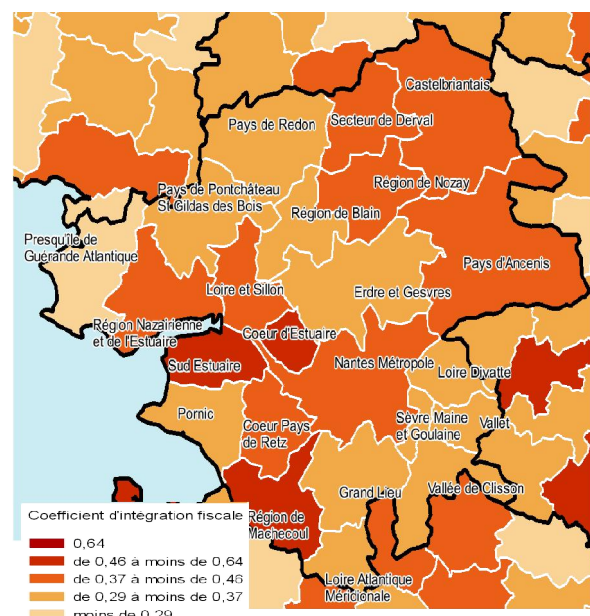 Castelbriantais
Pays de Redon
Secteur de Derval
Pays de Pontchâteau
St Gildas des Bois
Région de Nozay
Région de Blain
Presqu'île de
Guérande Atlantique
Pays d'Ancenis
Loire et Sillon
Erdre et Gesvres
Région Nazairienne
et de l'Estuaire
Coeur d'Estuaire
Sud Estuaire
Nantes Métropole
Loire Divatte
Pornic
Coeur Pays
de Retz
Sèvre Maine
et Goulaine
Vallet
Grand Lieu
Vallée de Clisson
Région de
Machecoul
Loire Atlantique
Méridionale
Coefficient d'intégration fiscale
0,64
de 0,46 à moins de 0,64
de 0,37 à moins de 0,46
de 0,29 à moins de 0,37
moins de 0,29